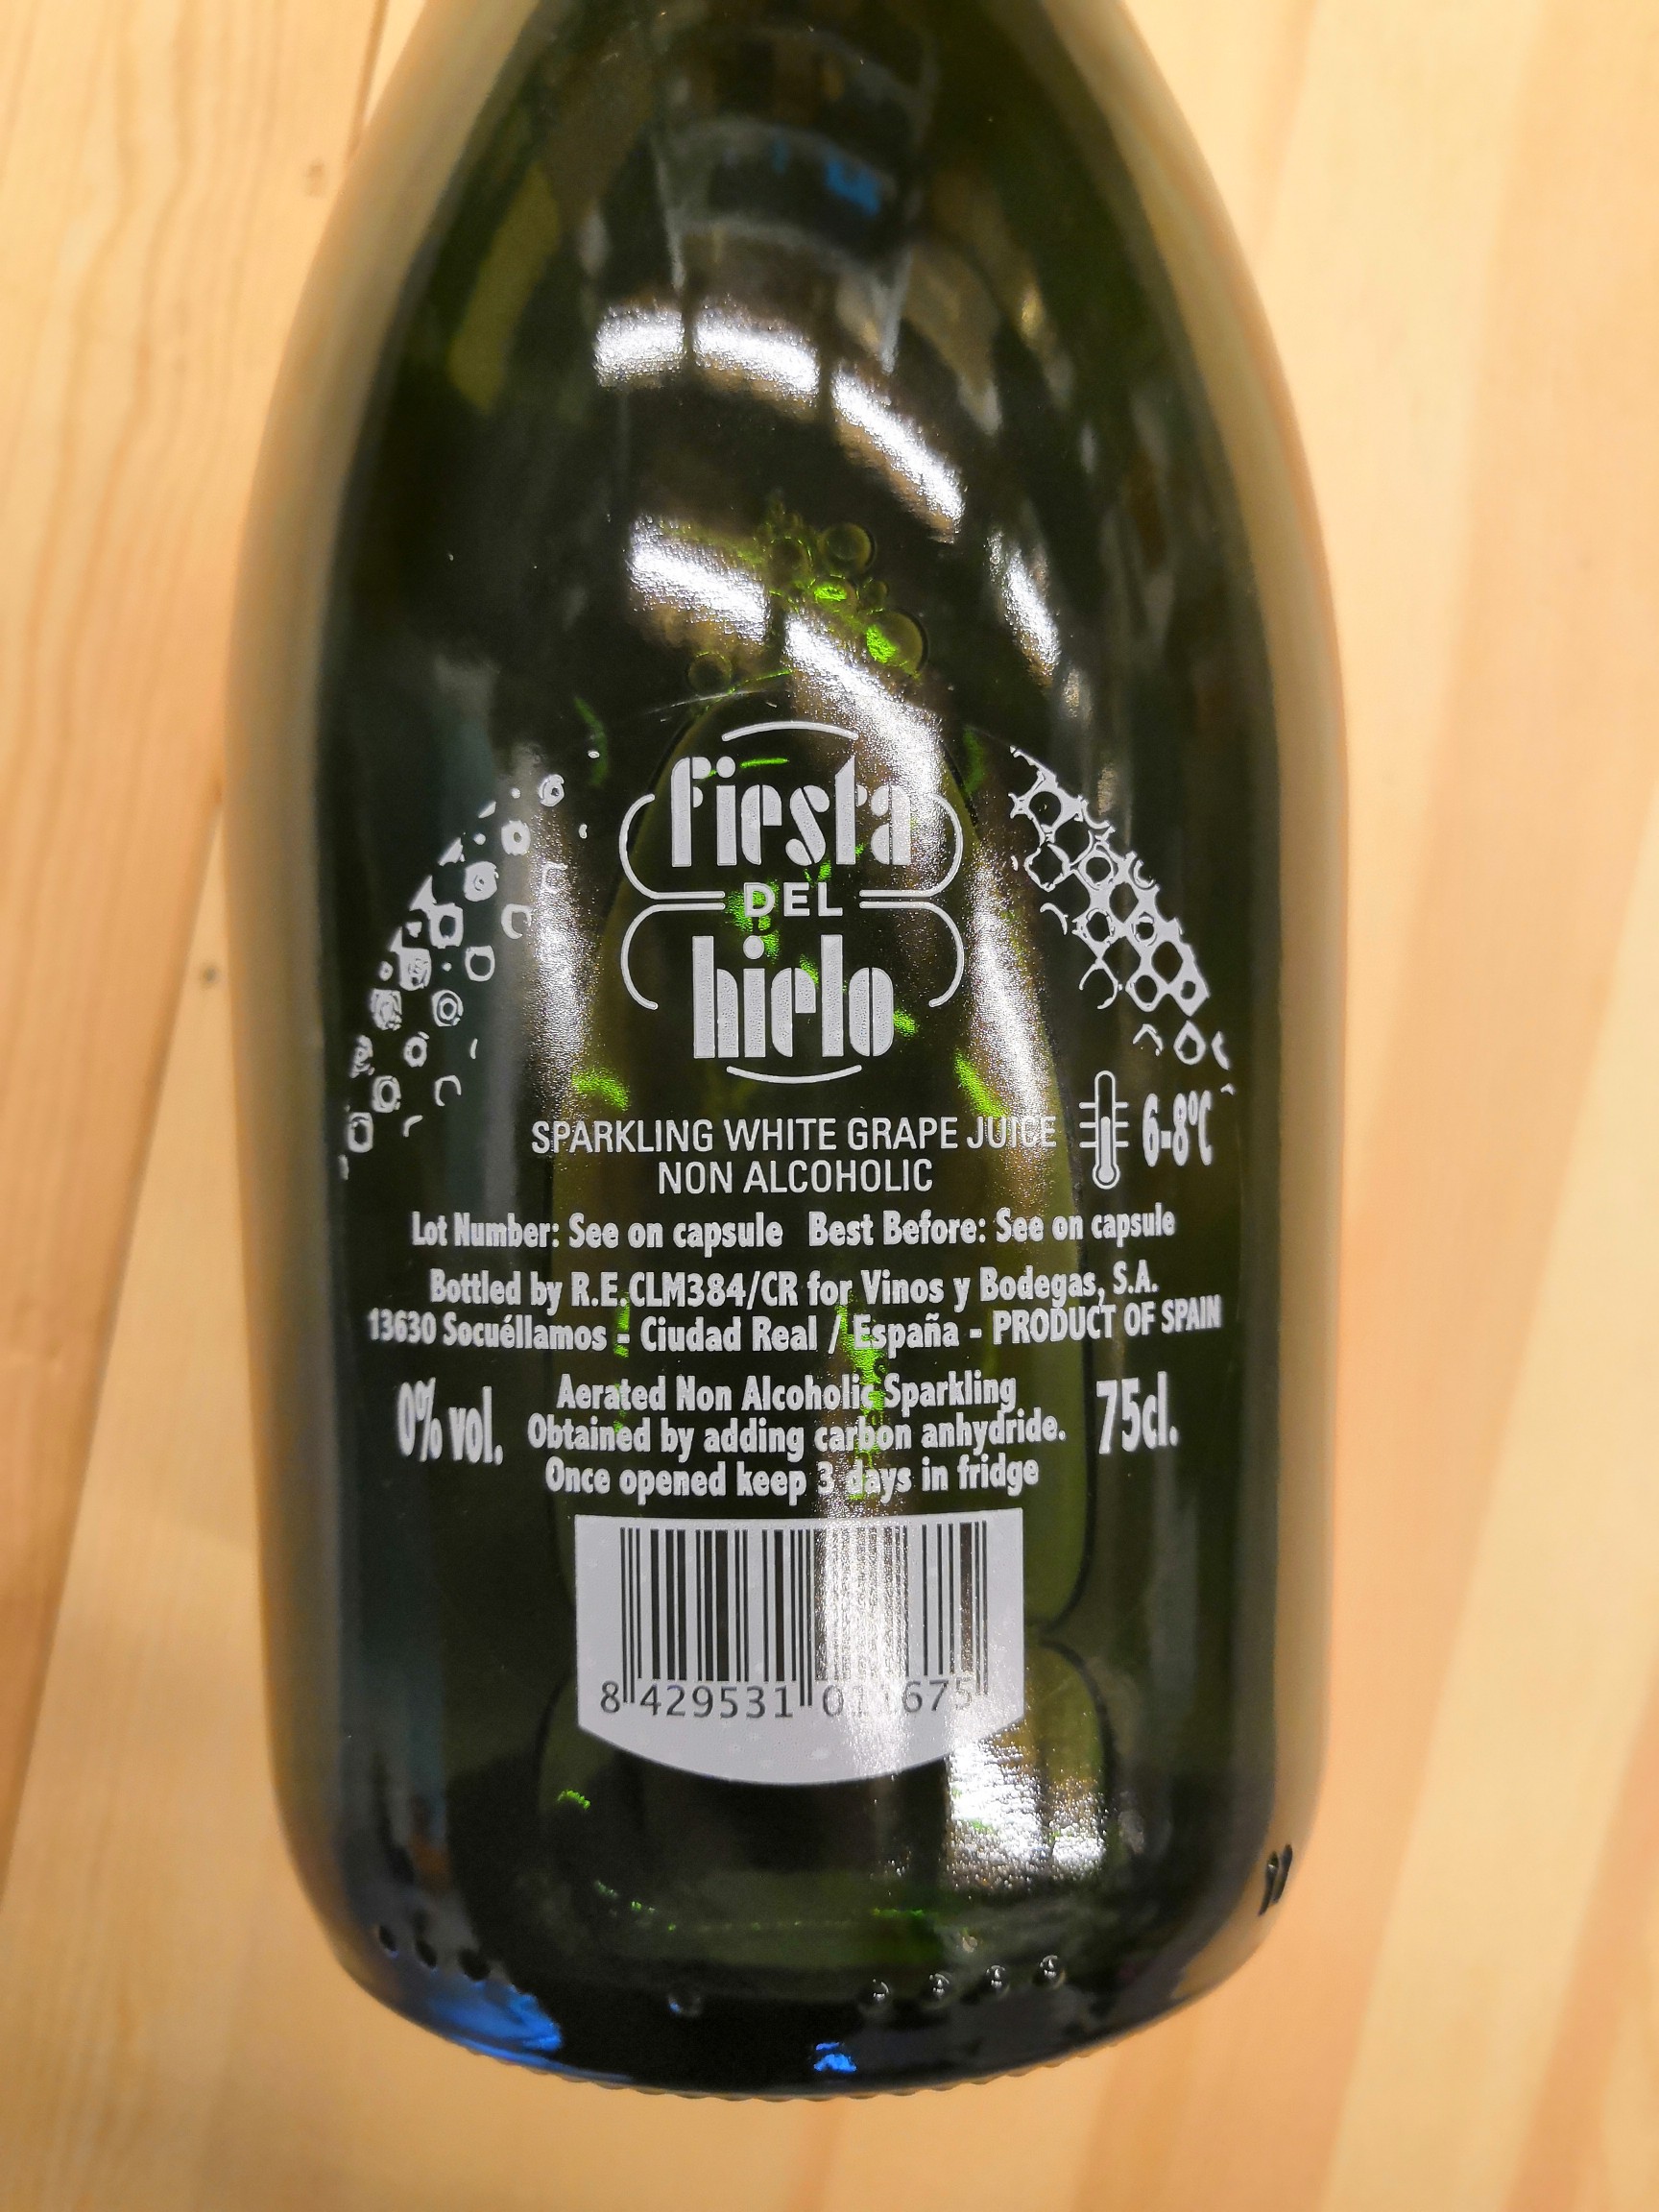 fiesta
DEL
hielo
SPARKLING WHITE GRAPE JUICE
NON ALCOHOLIC
6-8ºC
Lot Number: See on capsule Best Before: See on capsule
Bottled by R.E.CLM384/CR for Vinos y Bodegas, S.A.
13630 Socuéllamos - Ciudad Real / España - PRODUCT OF SPAIN
0% vol.
Aerated Non Alcoholic Sparkling
Obtained by adding carbon anhydride.
Once opened keep 3 days in fridge
75cl.
8 429531